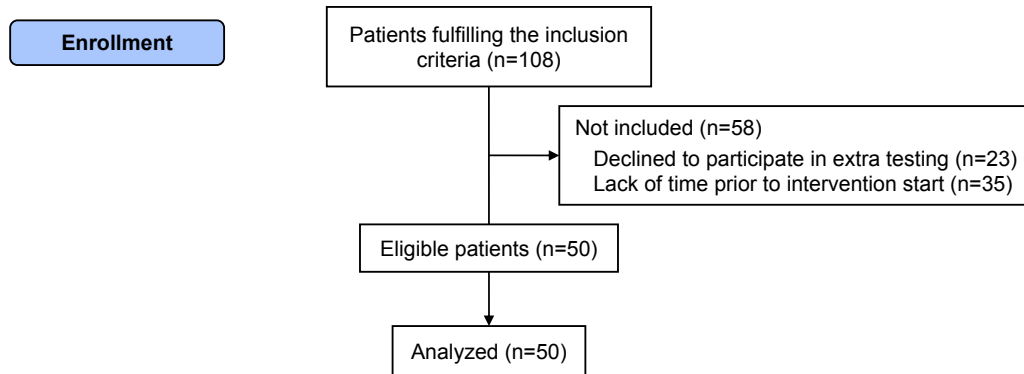 Enrollment
Patients fulfilling the inclusion
criteria (n=108)
Not included (n=58)
Declined to participate in extra testing (n=23)
Lack of time prior to intervention start (n=35)
Eligible patients (n=50)
Analyzed (n=50)